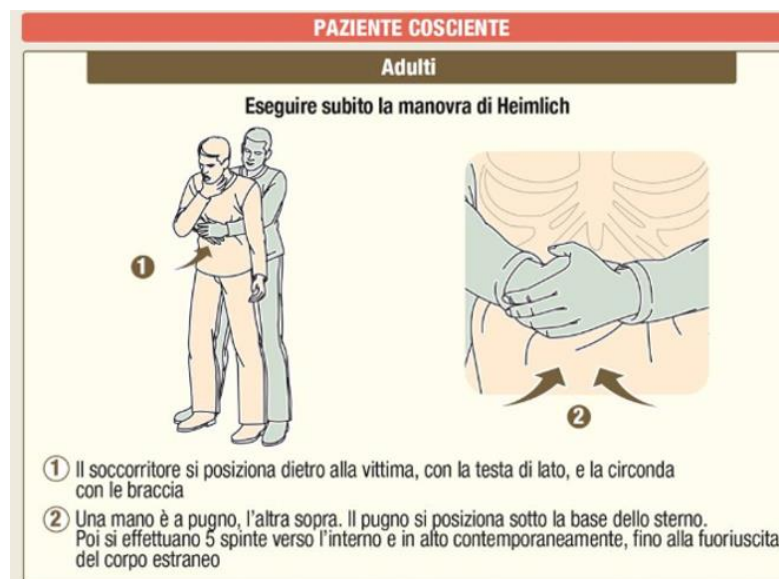 PAZIENTE COSCIENTE
Adulti
Eseguire subito la manovra di Heimlich
1
2
1 Il soccorritore si posiziona dietro alla vittima, con la testa di lato, e la circonda
con le braccia
2 Una mano è a pugno, l'altra sopra. Il pugno si posiziona sotto la base dello sterno.
Poi si effettuano 5 spinte verso l'interno e in alto contemporaneamente, fino alla fuoriuscita
del corpo estraneo